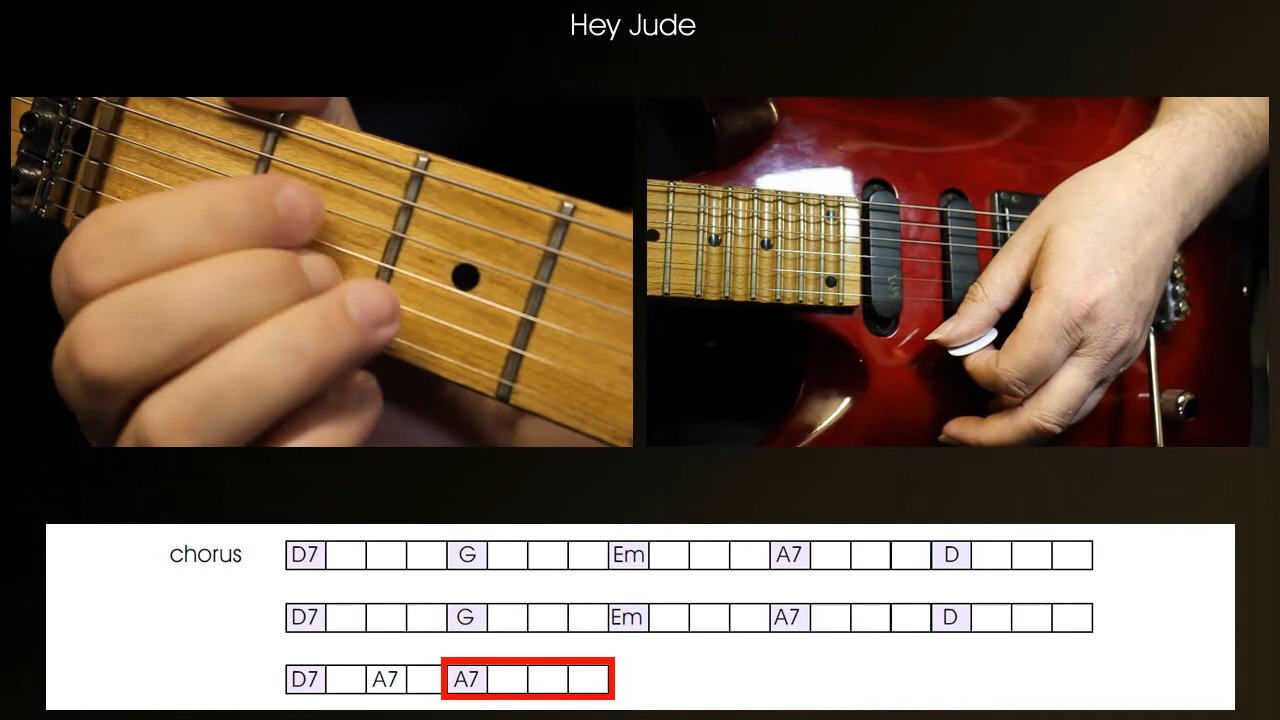 Hey Jude
chorus D7 G Em A7 D
D7 G Em A7 D
D7 A7 A7